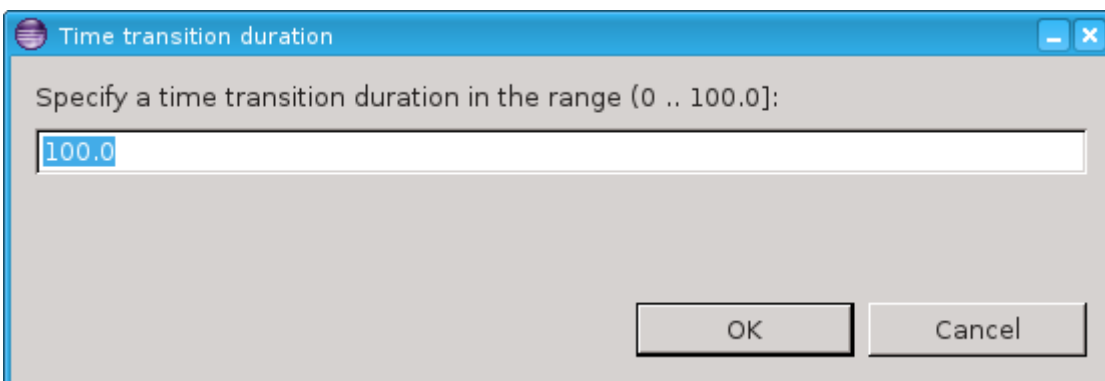 Time transition duration
Specify a time transition duration in the range (0 .. 100.0]:
100.0
OK Cancel